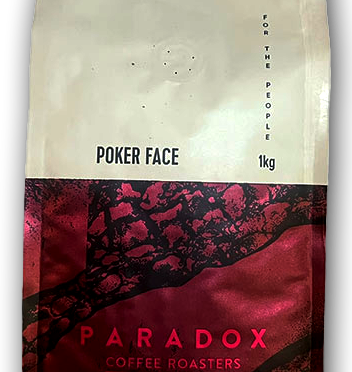 FOR THE PEOPLE
POKER FACE
1kg
PARADOX
COFFEE ROASTERS